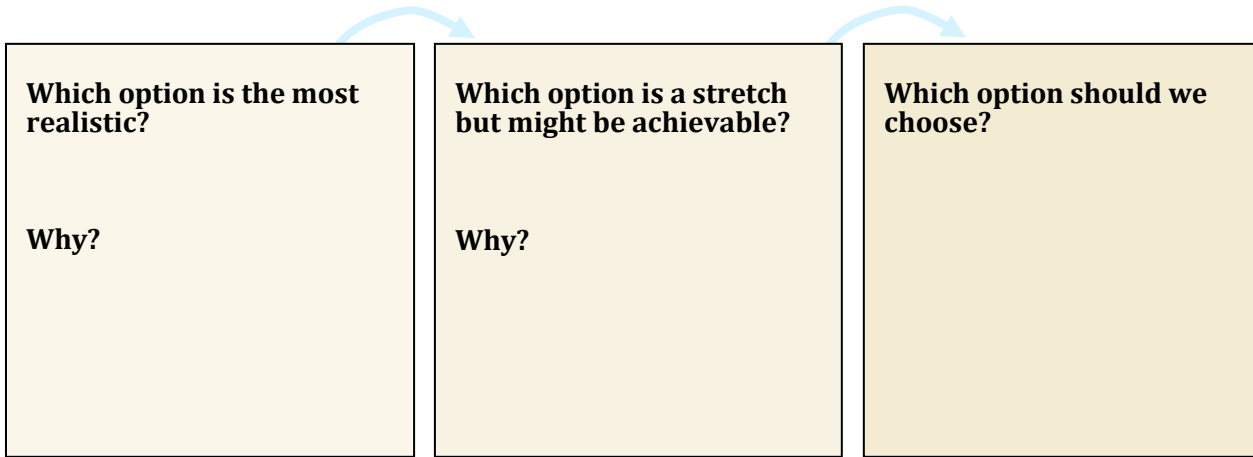 Which option is the most
realistic?
Why?
Which option is a stretch
but might be achievable?
Why?
Which option should we
choose?